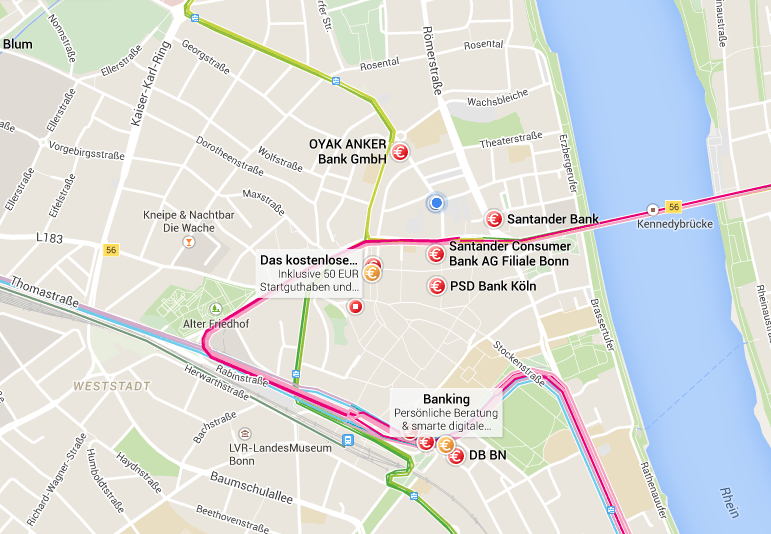 Nonnstraße
Blum
Ellerstraße
Georgstraße
Kaiser-Karl-Ring
Römerstraße
Rosental
Rosental
Wachsbleiche
Theaterstraße
Erzbergerufer
Ellerstraße
Vorgebirgsstraße
Dorotheenstraße
Wolfstraße
OYAK ANKER
Bank GmbH
Ellerstraße
Eifelstraße
Maxstraße
Kneipe & Nachtbar
Die Wache
L183
56
Santander Bank
56
Kennedybrücke
Santander Consumer
Bank AG Filiale Bonn
Das kostenlose...
Inklusive 50 EUR
Startguthaben und...
PSD Bank Köln
Thomastraße
Alter Friedhof
Brassertufer
Rheinaustraße
Rheinaustraße
Stockenstraße
WESTSTADT
Rabinstraße
Herwarthstraße
Banking
Persönliche Beratung
& smarte digitale...
DB BN
Bachstraße
LVR-LandesMuseum
Bonn
Richard-Wagner-Straße
Humboldtstraße
Haydnstraße
Baumschulallee
Beethovenstraße
Rathenauufer
Rhein